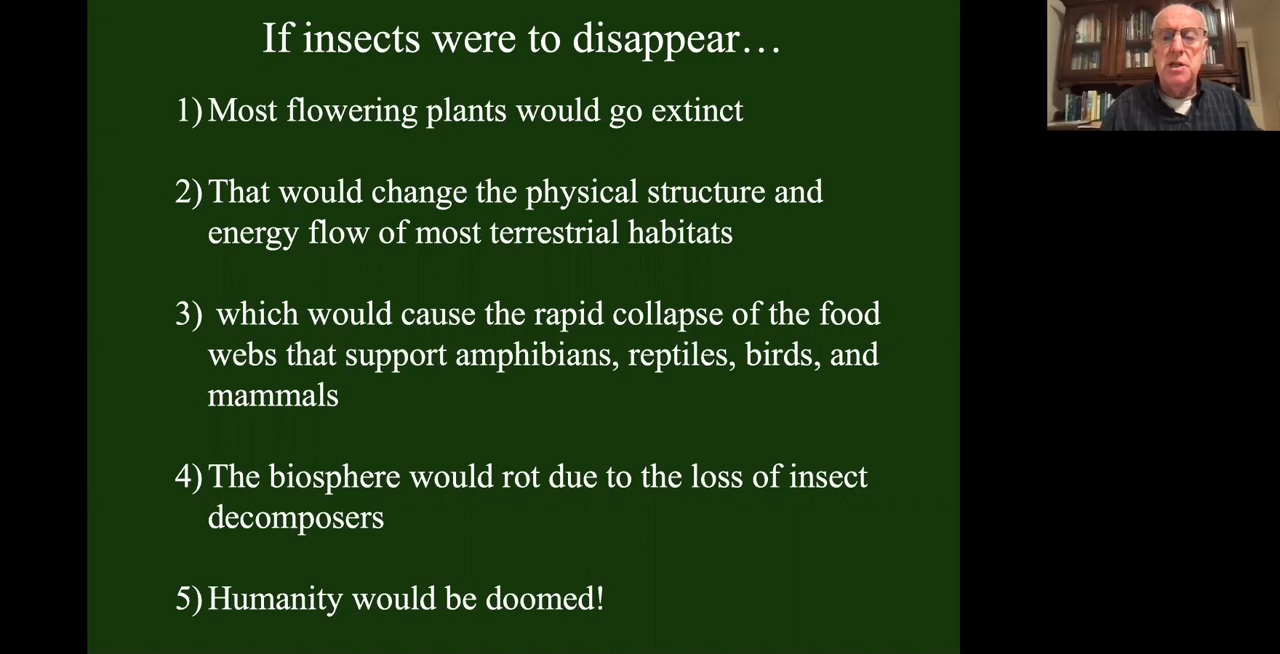 If insects were to disappear…
1) Most flowering plants would go extinct
2) That would change the physical structure and
energy flow of most terrestrial habitats
3) which would cause the rapid collapse of the food
webs that support amphibians, reptiles, birds, and
mammals
4) The biosphere would rot due to the loss of insect
decomposers
5) Humanity would be doomed!